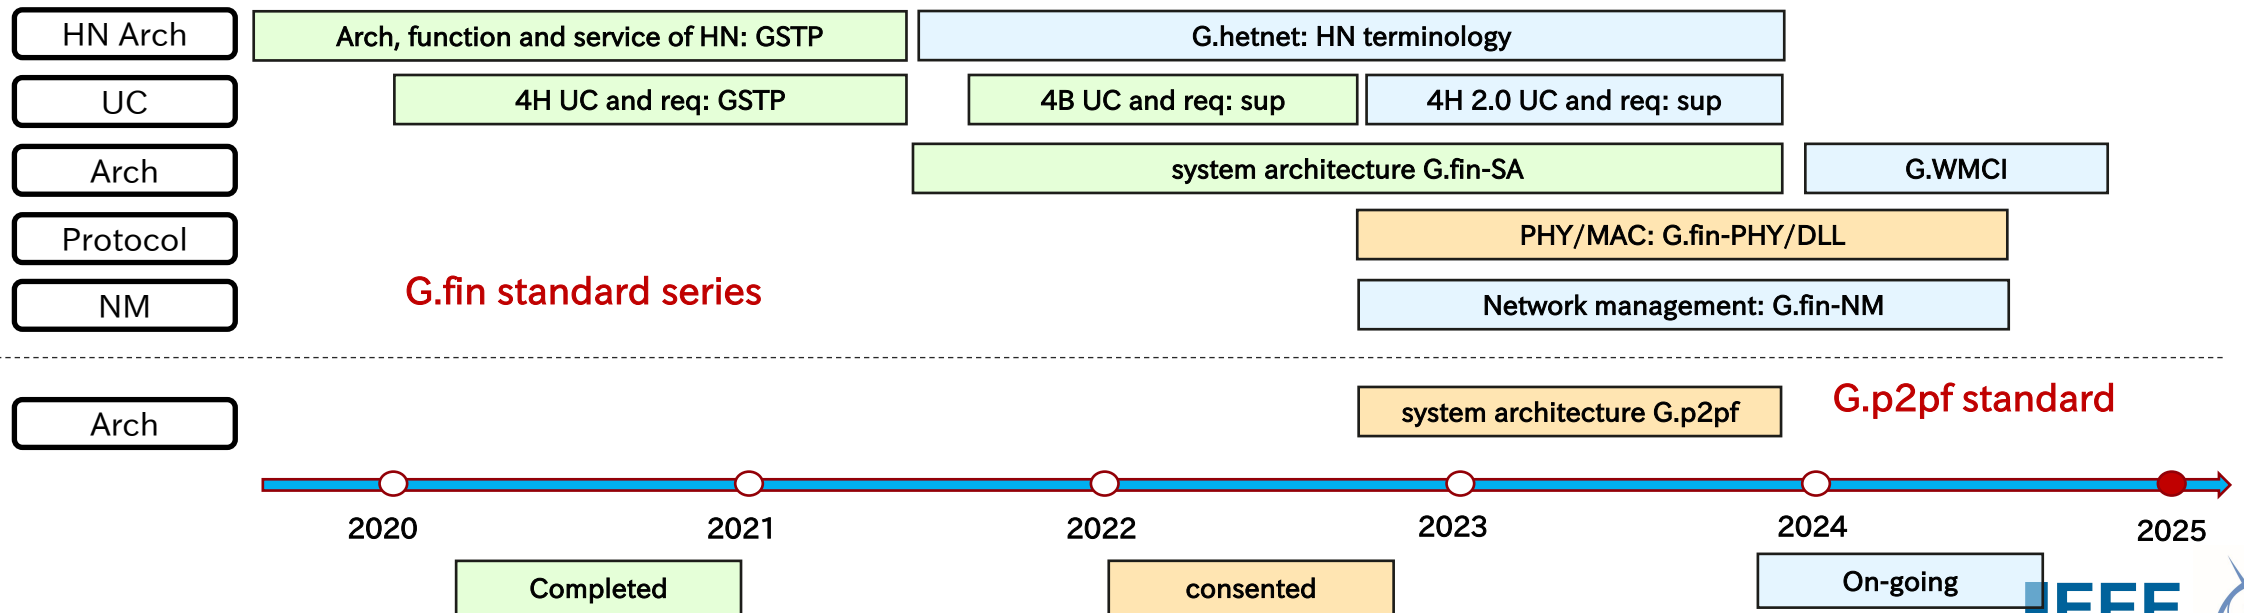 HN Arch
Arch, function and service of HN: GSTP
G.hetnet: HN terminology
UC
4H UC and req: GSTP
4B UC and req: sup
4H 2.0 UC and req: sup
Arch
system architecture G.fin-SA
G.WMCI
Protocol
PHY/MAC: G.fin-PHY/DLL
NM
G.fin standard series
Network management: G.fin-NM
Arch
system architecture G.p2pf
G.p2pf standard
2020
2021
2022
2023
2024
2025
Completed
consented
On-going
IEEE